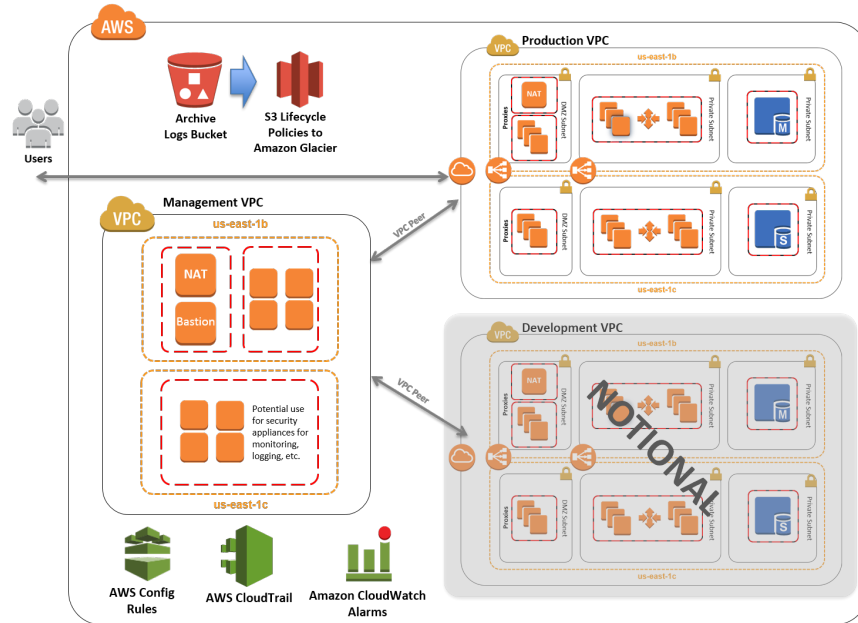 AWS
Archive
Logs Bucket
S3 Lifecycle
Policies to
Amazon Glacier
Users
Production VPC
VPC
us-east-1b
Proxies
NAT
DMZ Subnet
Private Subnet
M
Private Subnet
Proxies
DMZ Subnet
Private Subnet
S
Private Subnet
us-east-1c
Management VPC
VPC
us-east-1b
NAT
Bastion
Potential use
for security
appliances for
monitoring,
logging, etc.
us-east-1c
VPC Peer
VPC Peer
Development VPC
VPC
us-east-1b
Proxies
NAT
DMZ Subnet
Private Subnet
M
Private Subnet
NOTIONAL
Proxies
DMZ Subnet
Private Subnet
S
Private Subnet
us-east-1c
AWS Config
Rules
AWS CloudTrail
Amazon CloudWatch
Alarms